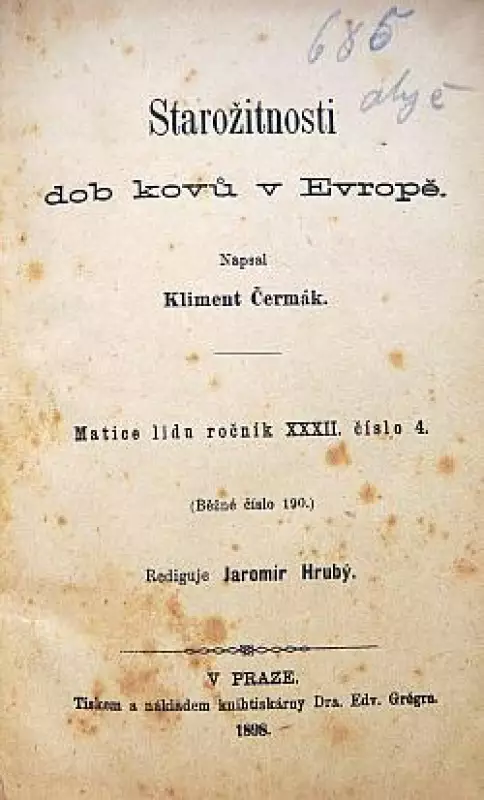 685
Starožitnosti
dob kovů v Evropě.
Napsal
Kliment Čermák.
Matice lidu ročník XXXII. číslo 4.
(Běžné číslo 190.)
Rediguje Jaromír Hrubý.
V PRAZE.
Tiskem a nákladem knihtiskárny Dra. Edv. Grégra.
1898.